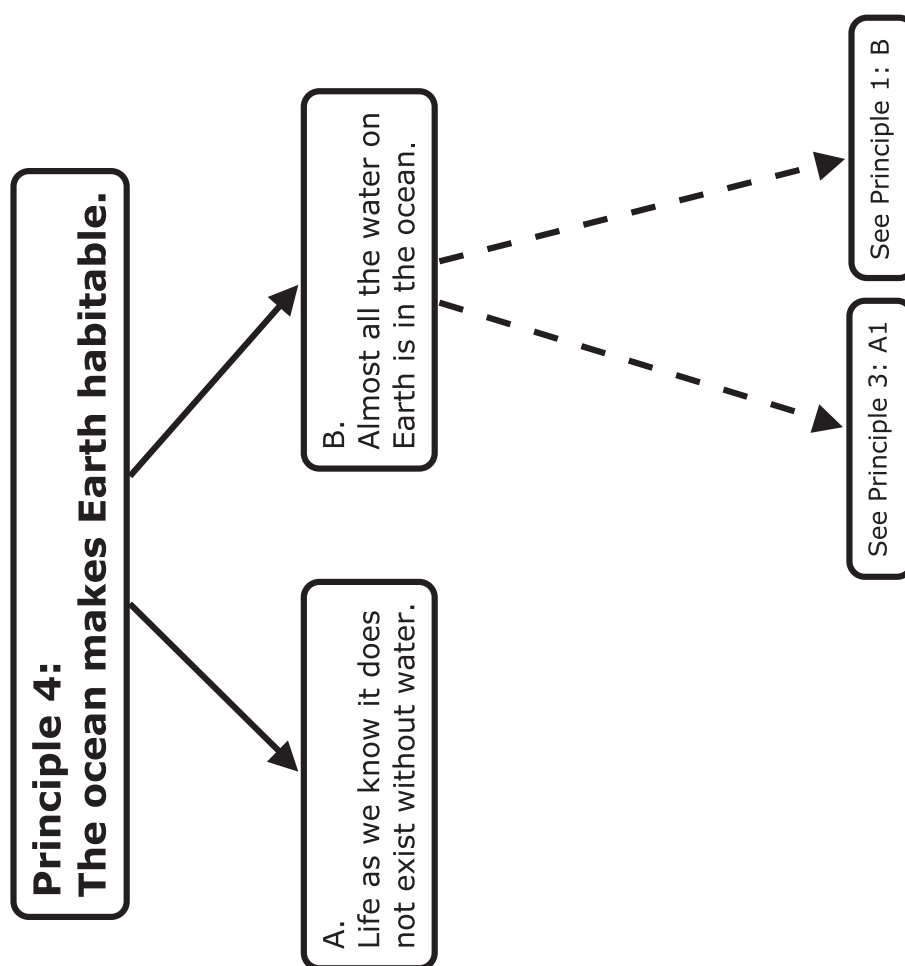 Principle 4:
The ocean makes Earth habitable.
A.
Life as we know it does
not exist without water.
B.
Almost all the water on
Earth is in the ocean.
See Principle 3: A1
See Principle 1: B